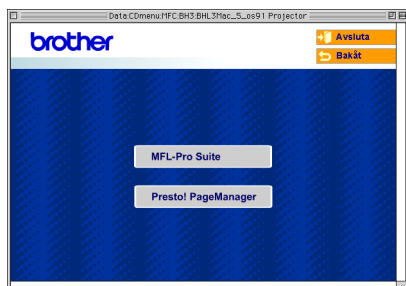 Data:CDmenu:MFC:BH3:BHL3Mac_5_os91 Projector
brother
Avsluta
Bakåt
MFL-Pro Suite
Presto! PageManager